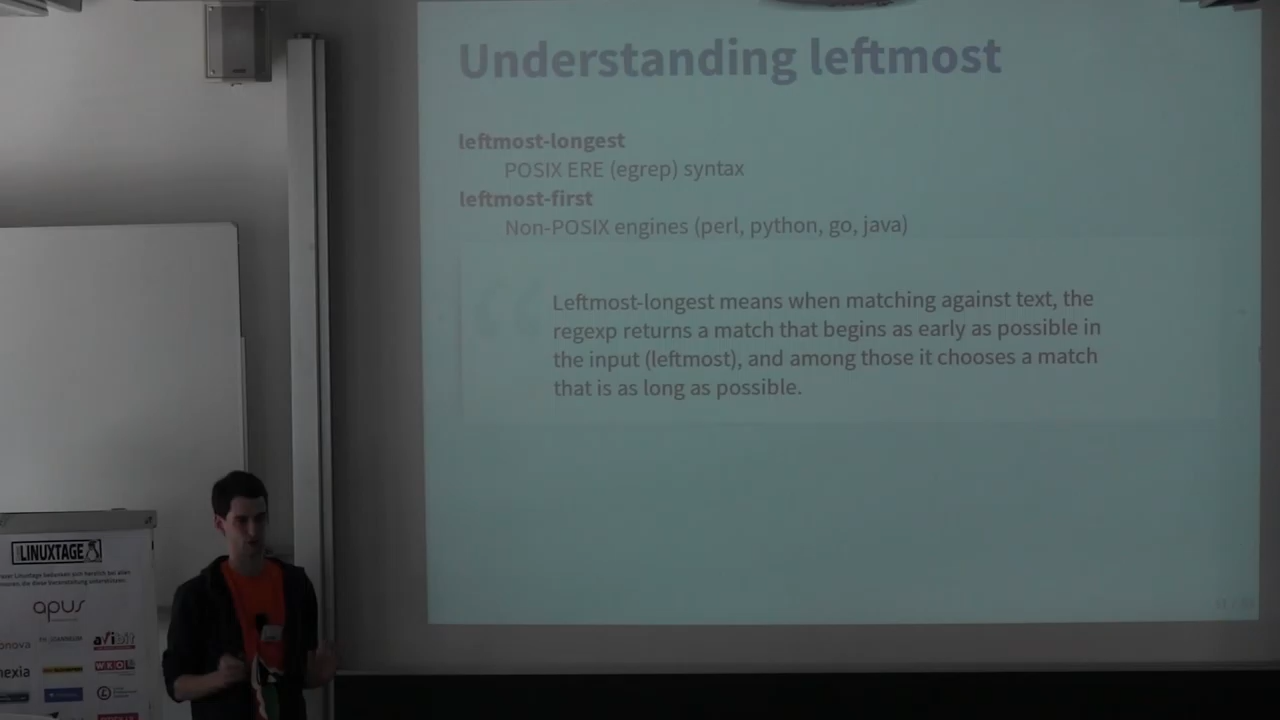 Understanding leftmost
leftmost-longest
POSIX ERE (egrep) syntax
leftmost-first
Non-POSIX engines (perl, python, go, java)
Leftmost-longest means when matching against text, the
regexp returns a match that begins as early as possible in
the input (leftmost), and among those it chooses a match
that is as long as possible.
LINUXTAGE
apus
avibit